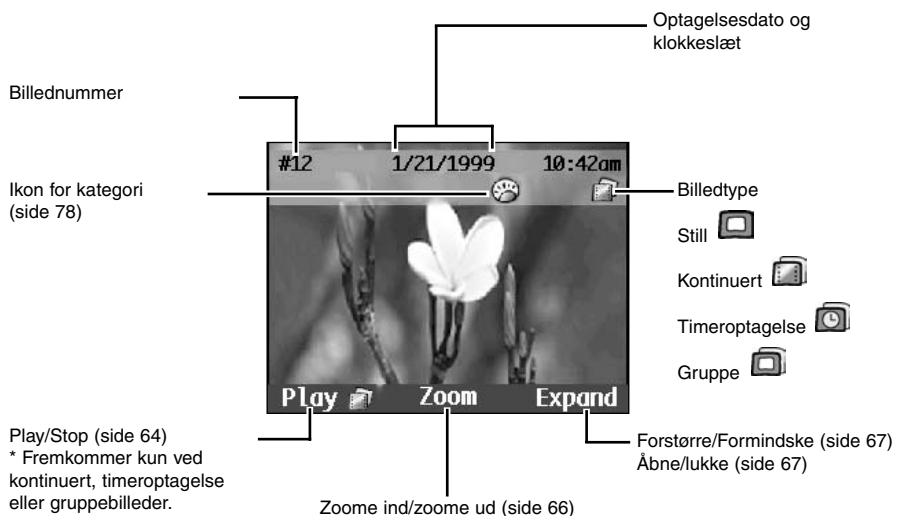 Optagelsesdato og
klokkeslæt
Billednummer
#12 1/21/1999 10:42am
Ikon for kategori
(side 78)
Billedtype
Still
Kontinuert
Timeroptagelse
Gruppe
Play Zoom Expand
Play/Stop (side 64)
* Fremkommer kun ved
kontinuert, timeroptagelse
eller gruppebilleder.
Forstørre/Formindske (side 67)
Åbne/lukke (side 67)
Zoome ind/zoome ud (side 66)